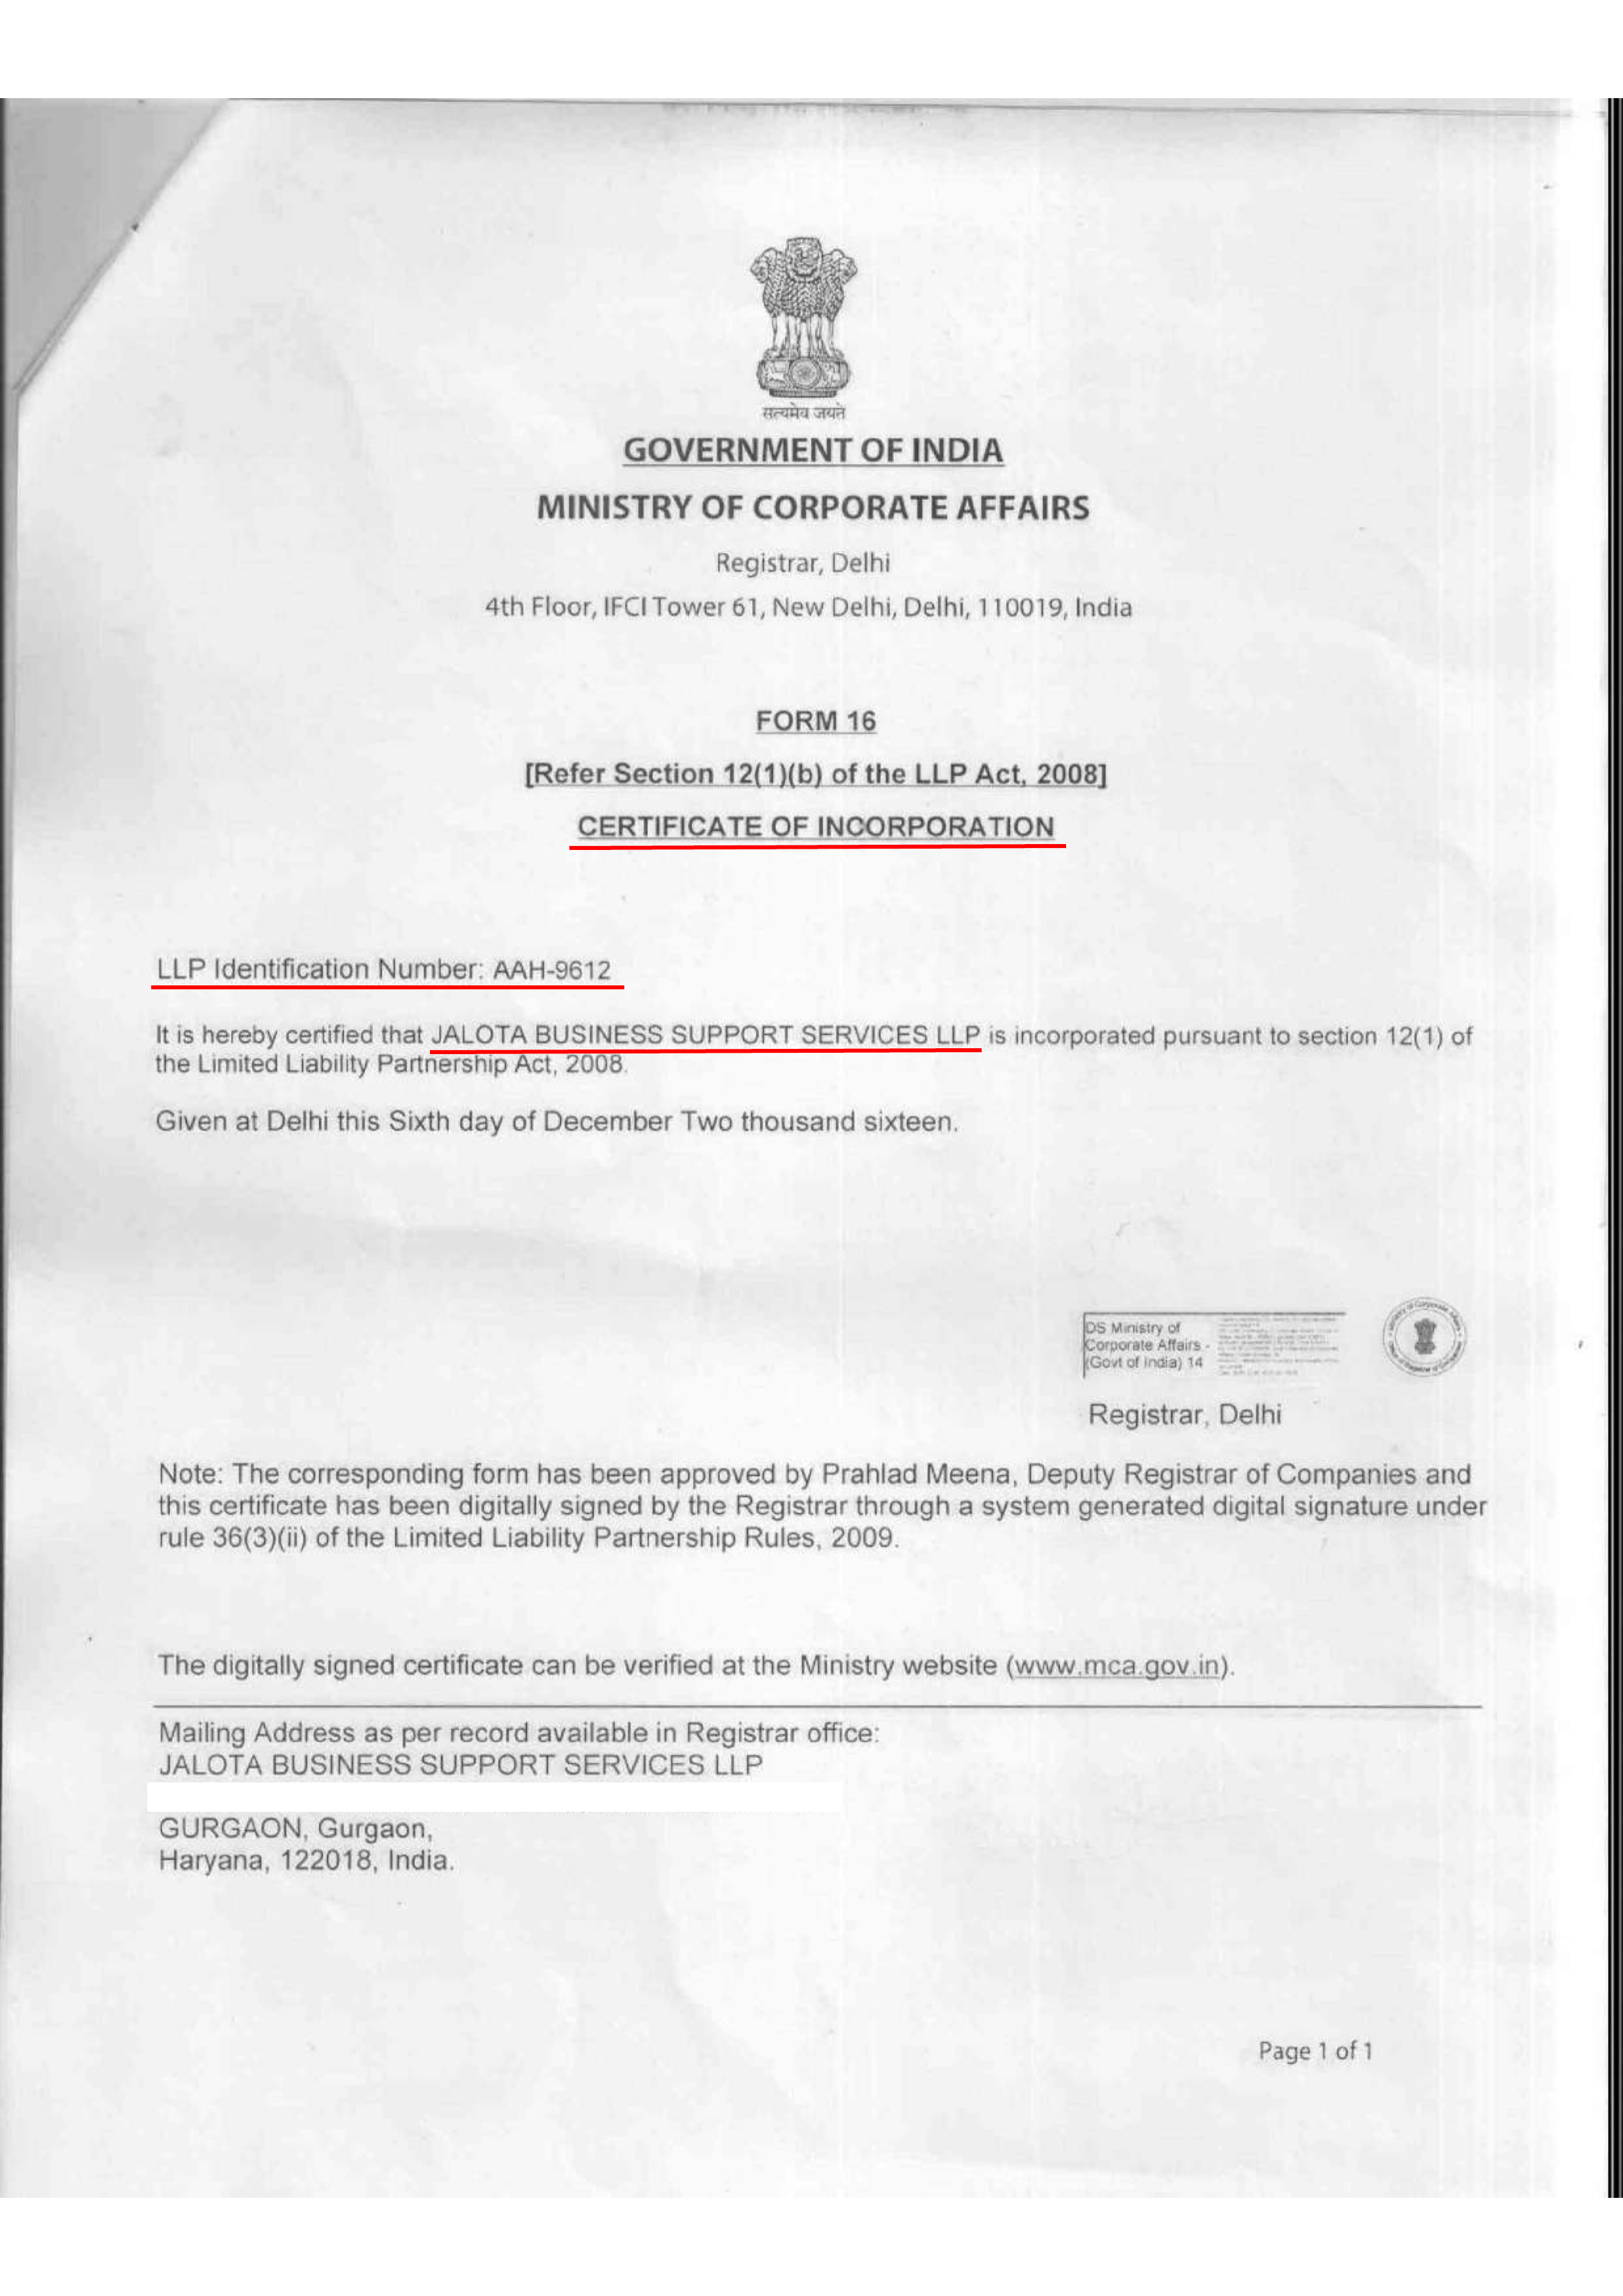 सत्यमेव जयते
GOVERNMENT OF INDIA
MINISTRY OF CORPORATE AFFAIRS
Registrar, Delhi
4th Floor, IFCI Tower 61, New Delhi, Delhi, 110019, India
FORM 16
[Refer Section 12(1)(b) of the LLP Act, 2008]
CERTIFICATE OF INCORPORATION
LLP Identification Number: AAH-9612
It is hereby certified that JALOTA BUSINESS SUPPORT SERVICES LLP is incorporated pursuant to section 12(1) of
the Limited Liability Partnership Act, 2008.
Given at Delhi this Sixth day of December Two thousand sixteen.
DS Ministry of
Corporate Affairs -
(Govt of India) 14
Registrar, Delhi
Note: The corresponding form has been approved by Prahlad Meena, Deputy Registrar of Companies and
this certificate has been digitally signed by the Registrar through a system generated digital signature under
rule 36(3)(ii) of the Limited Liability Partnership Rules, 2009.
The digitally signed certificate can be verified at the Ministry website (www.mca.gov.in).
Mailing Address as per record available in Registrar office:
JALOTA BUSINESS SUPPORT SERVICES LLP
GURGAON, Gurgaon,
Haryana, 122018, India.
Page 1 of 1